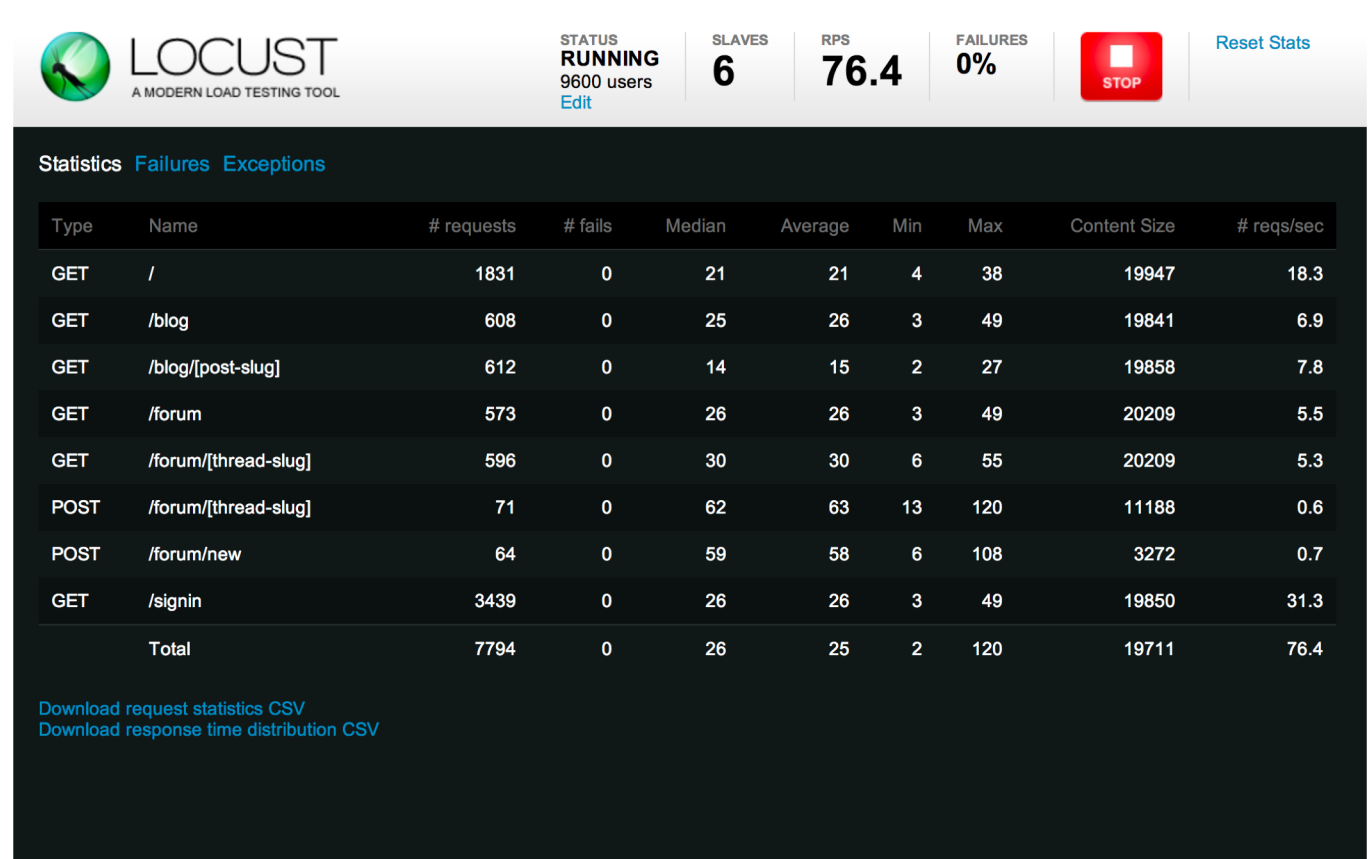 LOCUST
A MODERN LOAD TESTING TOOL
STATUS
RUNNING
9600 users
Edit
SLAVES
6
RPS
76.4
FAILURES
0%
STOP
Reset Stats
Statistics Failures Exceptions
Type Name # requests # fails Median Average Min Max Content Size # reqs/sec
GET / 1831 0 21 21 4 38 19947 18.3
GET /blog 608 0 25 26 3 49 19841 6.9
GET /blog/[post-slug] 612 0 14 15 2 27 19858 7.8
GET /forum 573 0 26 26 3 49 20209 5.5
GET /forum/[thread-slug] 596 0 30 30 6 55 20209 5.3
POST /forum/[thread-slug] 71 0 62 63 13 120 11188 0.6
POST /forum/new 64 0 59 58 6 108 3272 0.7
GET /signin 3439 0 26 26 3 49 19850 31.3
Total 7794 0 26 25 2 120 19711 76.4
Download request statistics CSV
Download response time distribution CSV